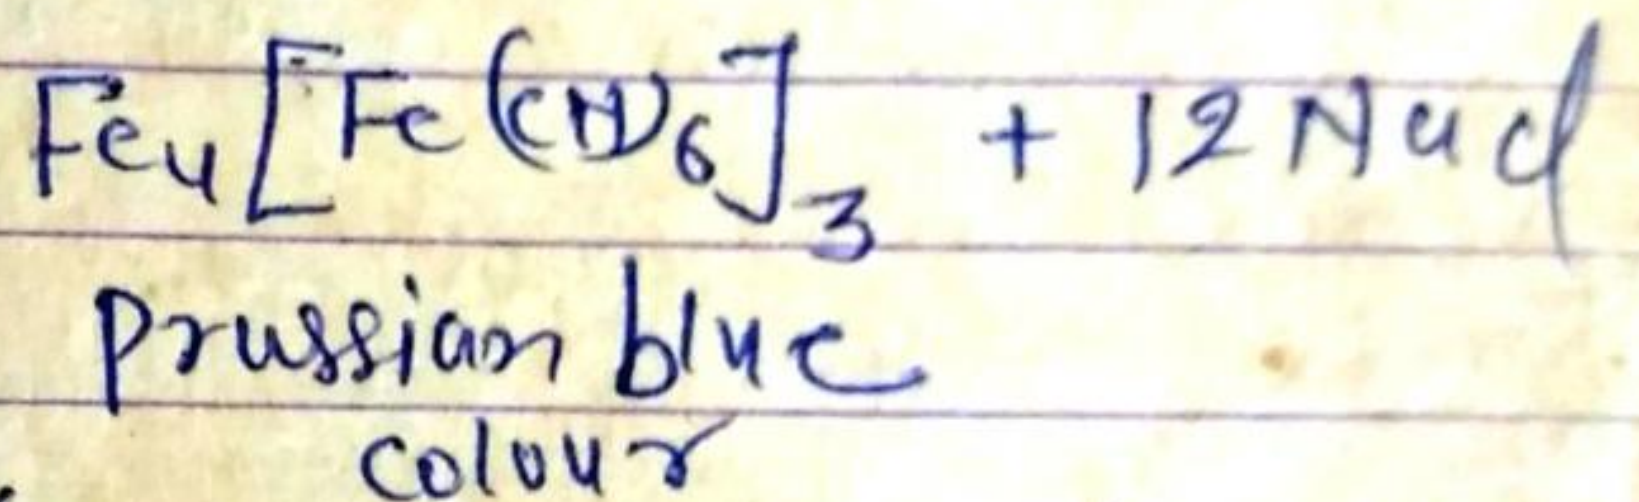 Fe₄[Fe(CN)₆]₃ + 12 NaCl
Prussian blue
colour